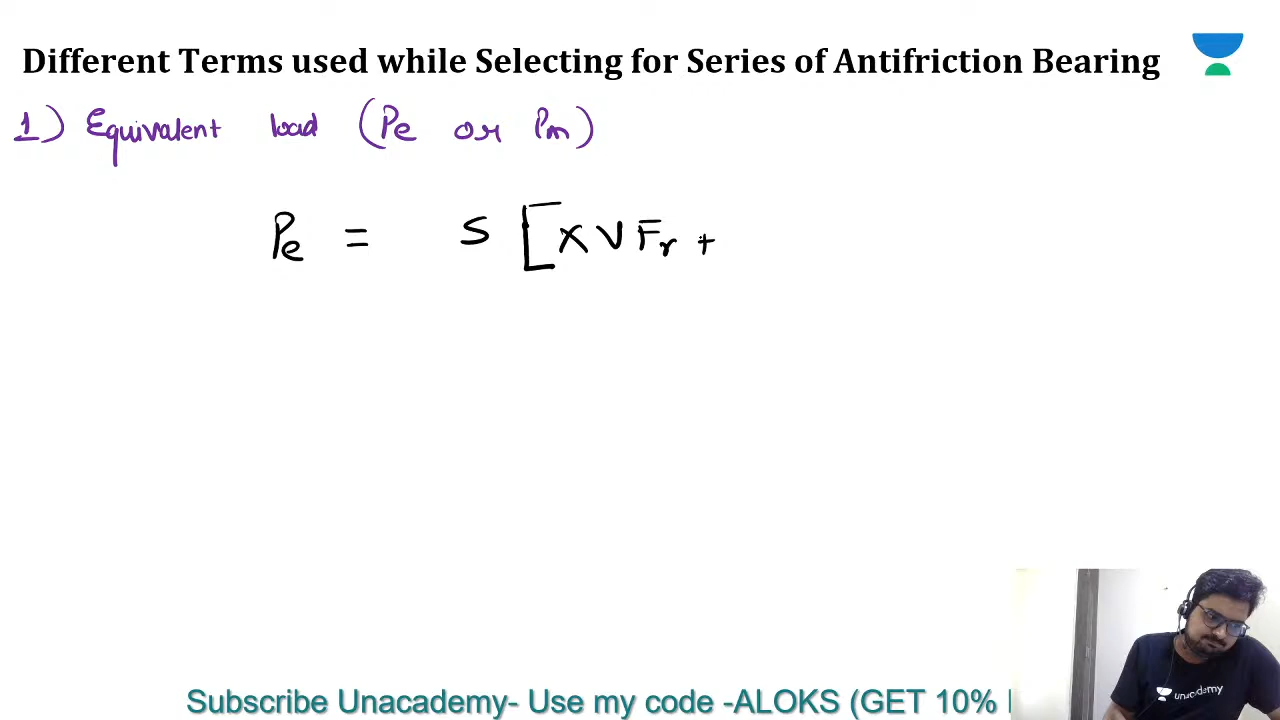 Different Terms used while Selecting for Series of Antifriction Bearing
1) Equivalent load (Pe or Pm)
Pe = S [XVFr +
unacademy
Subscribe Unacademy- Use my code -ALOKS (GET 10%